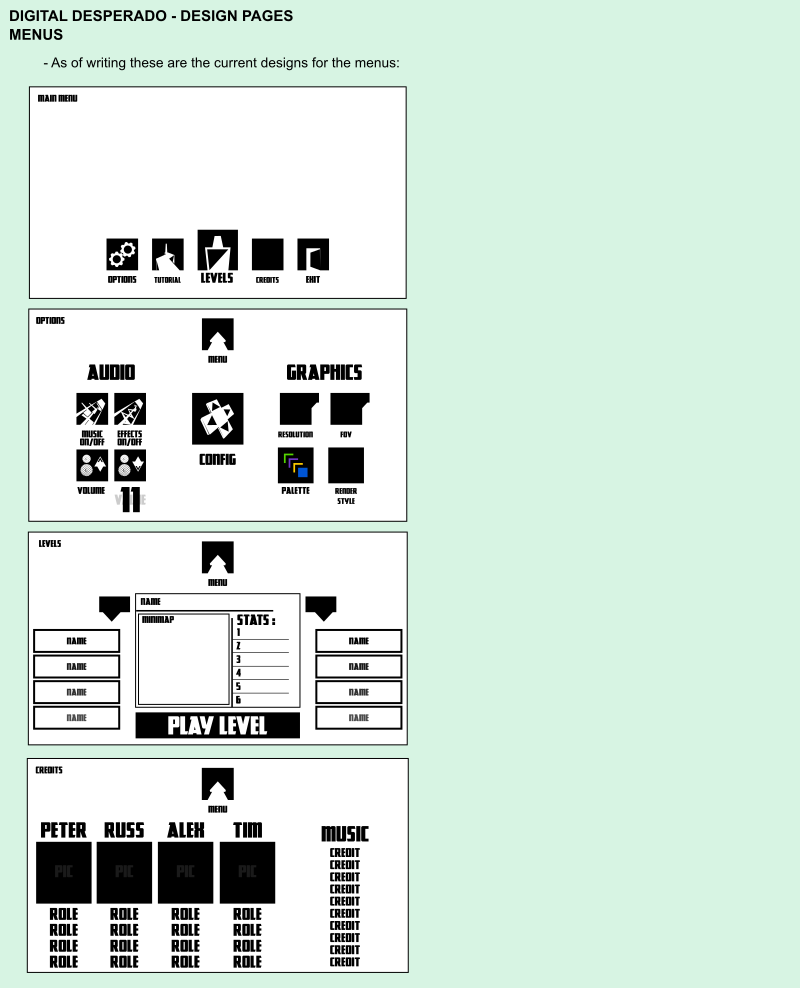 DIGITAL DESPERADO - DESIGN PAGES
MENUS
- As of writing these are the current designs for the menus:
MAIN MENU
OPTIONS TUTORIAL LEVELS CREDITS EXIT
OPTIONS
MENU
AUDIO GRAPHICS
MUSIC ON/OFF EFFECTS ON/OFF CONFIG RESOLUTION FOV
VOLUME 11 PALETTE RENDER STYLE
LEVELS
MENU
NAME
MINIMAP STATS :
1
2
3
4
5
6
NAME NAME
NAME NAME
NAME NAME
NAME NAME
PLAY LEVEL
CREDITS
MENU
PETER RUSS ALEX TIM MUSIC
PIC PIC PIC PIC
ROLE ROLE ROLE ROLE
ROLE ROLE ROLE ROLE
ROLE ROLE ROLE ROLE
ROLE ROLE ROLE ROLE
CREDIT
CREDIT
CREDIT
CREDIT
CREDIT
CREDIT
CREDIT
CREDIT
CREDIT
CREDIT